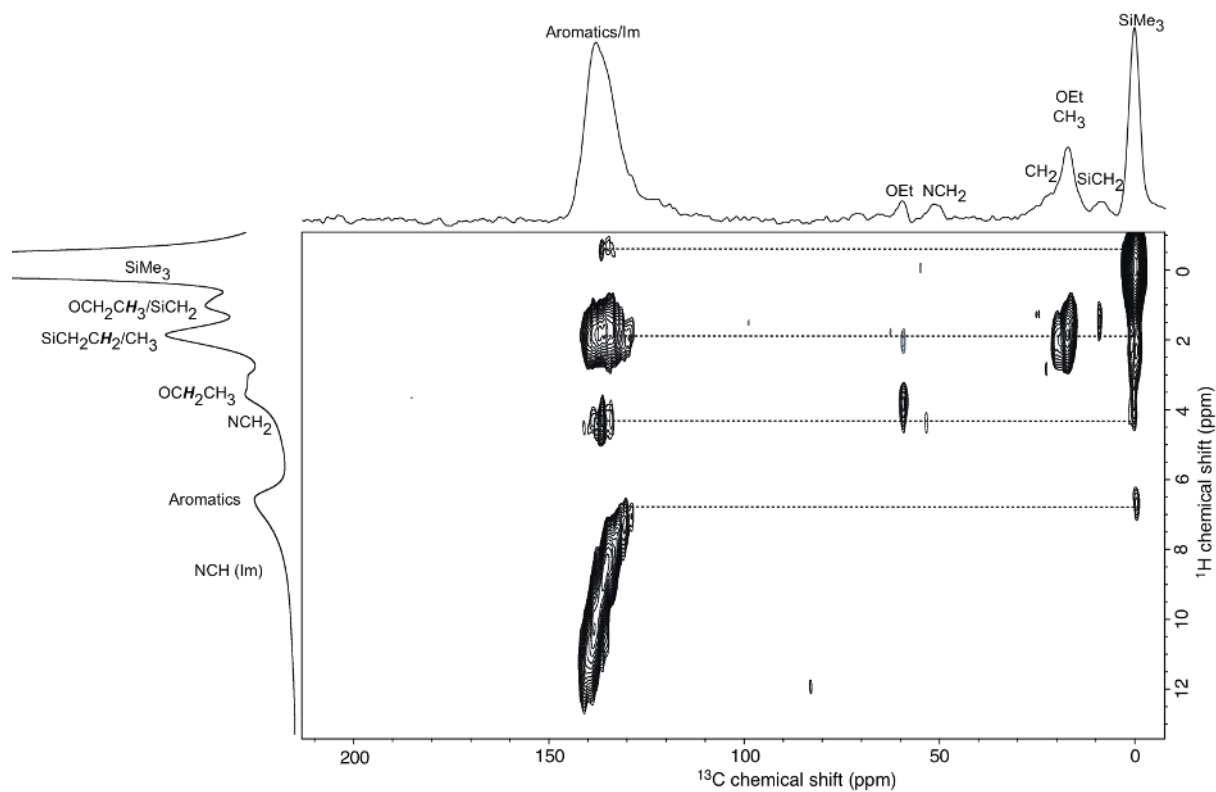 SiMe3
Aromatics/Im
OEt
CH3
CH2
SiCH2
OEt
NCH2
SiMe3
OCH2CH3/SiCH2
SiCH2CH2/CH3
OCH2CH3
NCH2
Aromatics
NCH (Im)
0
2
4
6
8
10
12
1H chemical shift (ppm)
200
150
100
50
0
13C chemical shift (ppm)